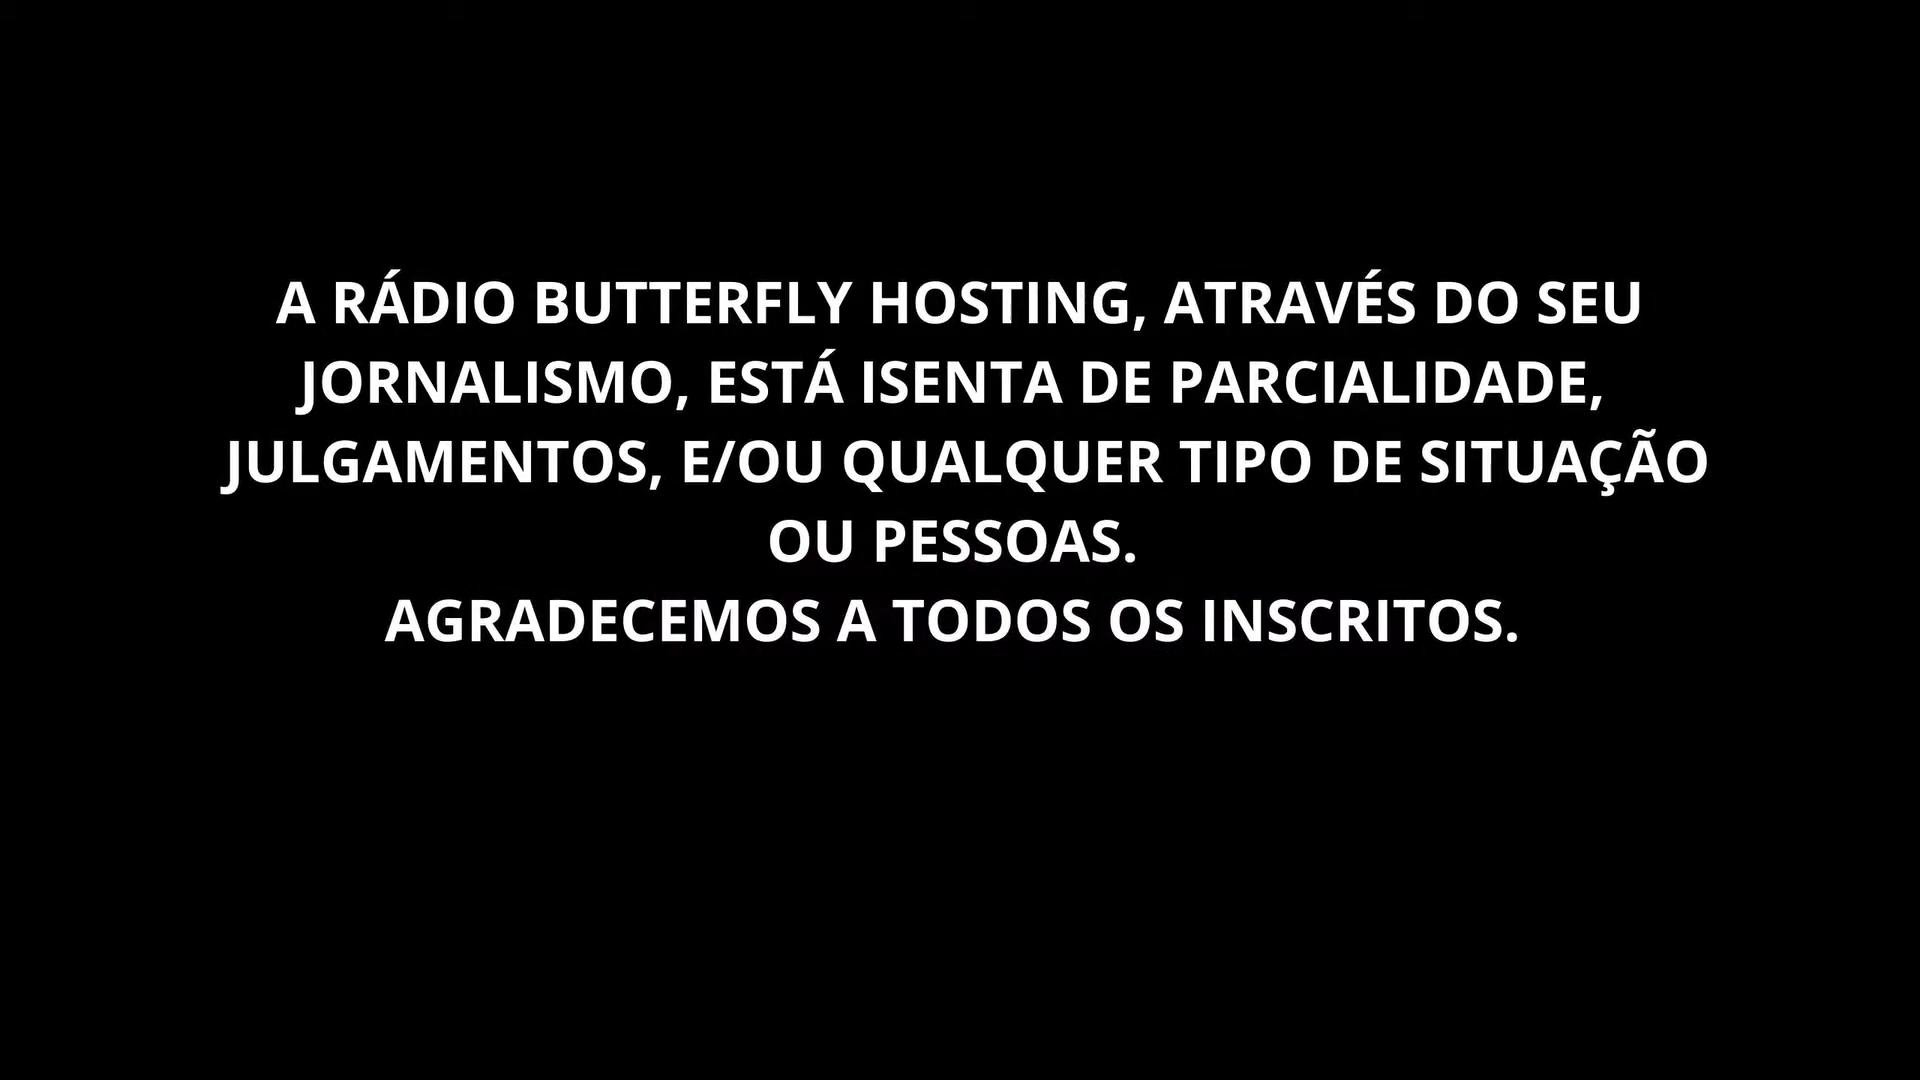 A RÁDIO BUTTERFLY HOSTING, ATRAVÉS DO SEU
JORNALISMO, ESTÁ ISENTA DE PARCIALIDADE,
JULGAMENTOS, E/OU QUALQUER TIPO DE SITUAÇÃO
OU PESSOAS.
AGRADECEMOS A TODOS OS INSCRITOS.